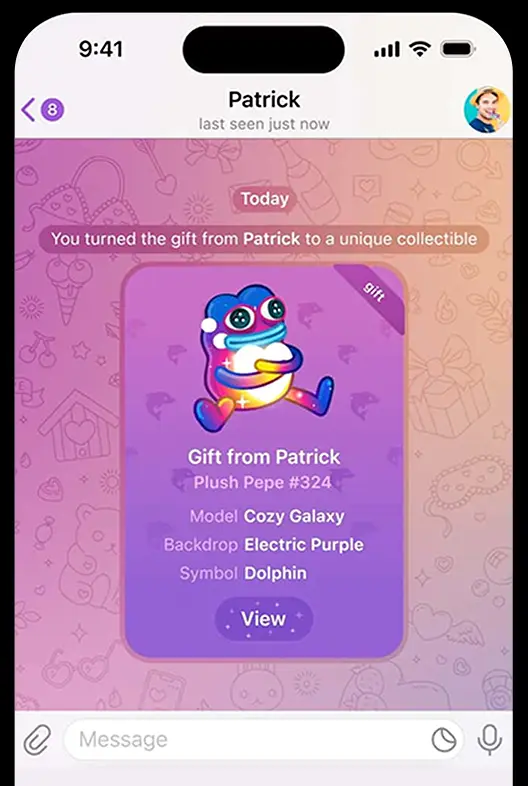 9:41
8
Patrick
last seen just now
Today
You turned the gift from Patrick to a unique collectible
gift
Gift from Patrick
Plush Pepe #324
Model Cozy Galaxy
Backdrop Electric Purple
Symbol Dolphin
View
Message